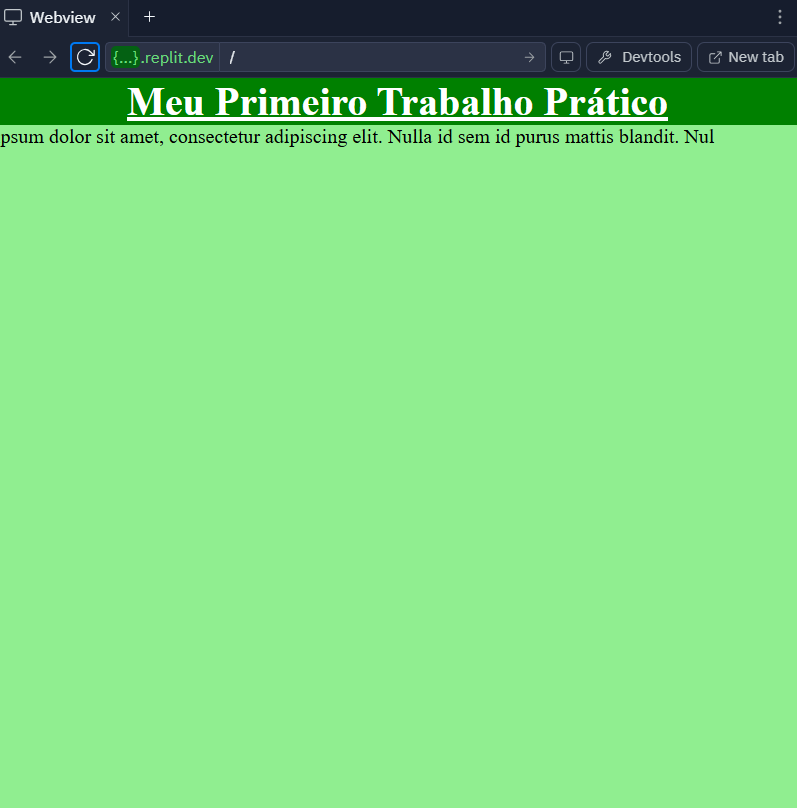 Webview
{...}.replit.dev /
Devtools
New tab
Meu Primeiro Trabalho Prático
psum dolor sit amet, consectetur adipiscing elit. Nulla id sem id purus mattis blandit. Nul